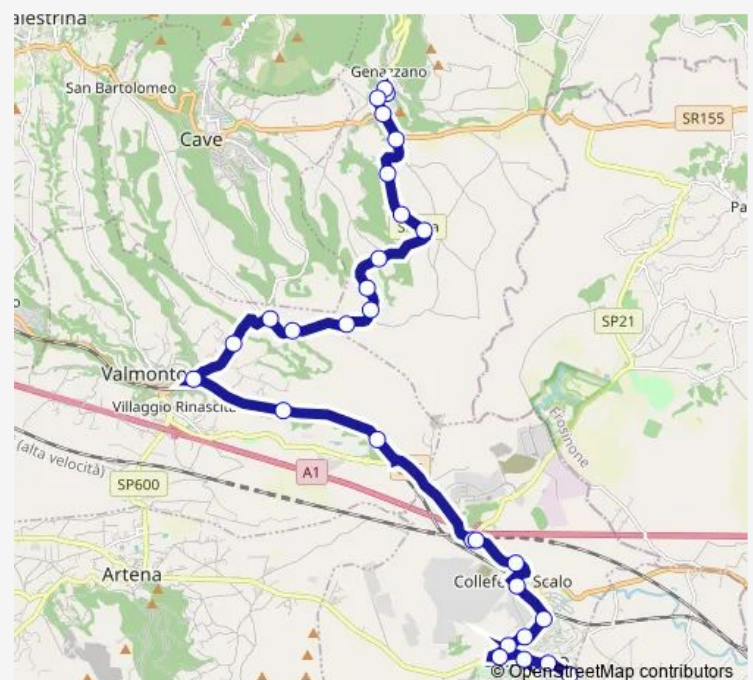 alestrina
Genazzano
San Bartolomeo
SR155
Cave
Pa
SP21
Valmonto
Villaggio Rinascita
(alta velocità)
A1
Frosinone
SP600
Artena
Scalo
© OpenStreetMap contributors